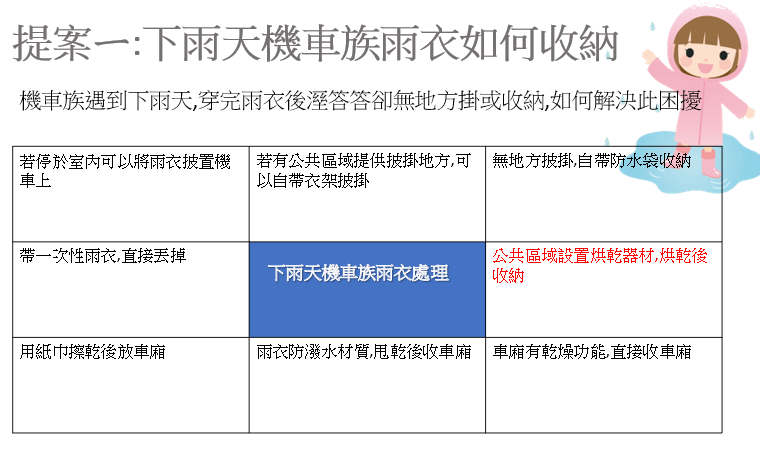 提案一:下雨天機車族雨衣如何收納
機車族遇到下雨天,穿完雨衣後溼答答卻無地方掛或收納,如何解決此困擾
若停於室內可以將雨衣披置機
車上
若有公共區域提供披掛地方,可
以自帶衣架披掛
無地方披掛,自帶防水袋收納
帶一次性雨衣,直接丟掉
下雨天機車族雨衣處理
公共區域設置烘乾器材,烘乾後
收納
用紙巾擦乾後放車廂
雨衣防潑水材質,甩乾後收車廂
車廂有乾燥功能,直接收車廂